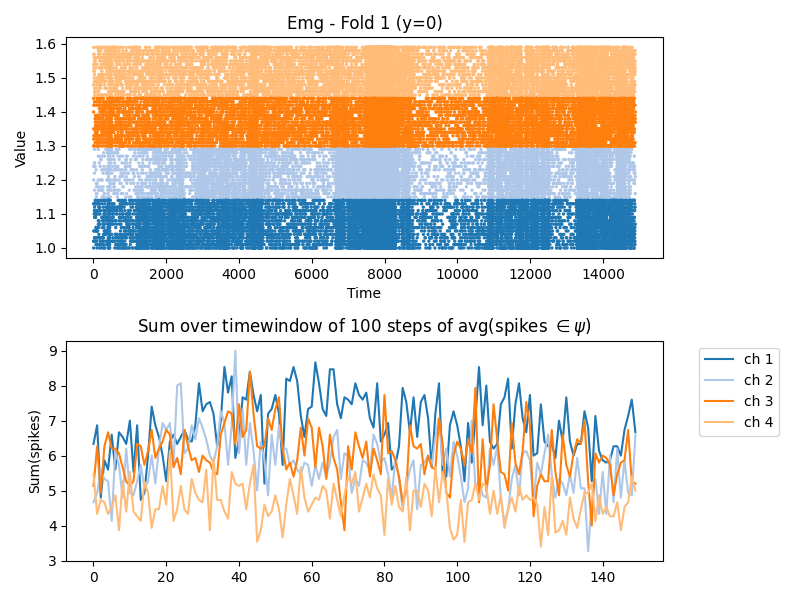 Emg - Fold 1 (y=0)
1.6
1.5
1.4
1.3
1.2
1.1
1.0
Value
0 2000 4000 6000 8000 10000 12000 14000
Time
Sum over timewindow of 100 steps of avg(spikes ∈ ψ)
9
8
7
6
5
4
3
Sum(spikes)
0 20 40 60 80 100 120 140
ch 1
ch 2
ch 3
ch 4